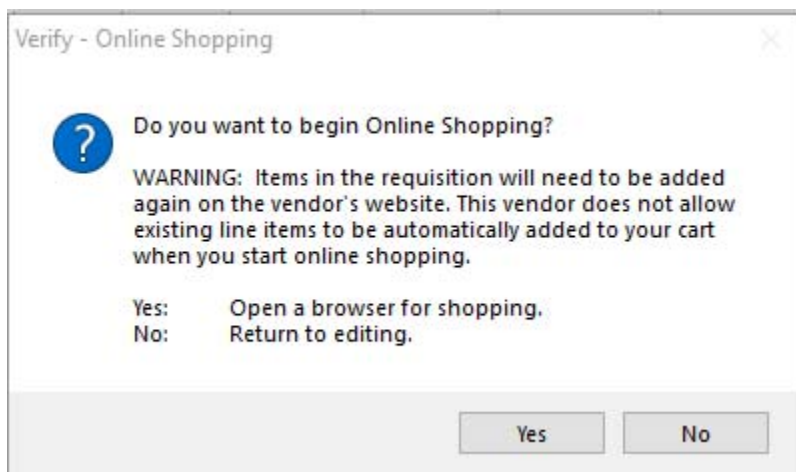 Verify - Online Shopping
?
Do you want to begin Online Shopping?
WARNING:  Items in the requisition will need to be added
again on the vendor's website. This vendor does not allow
existing line items to be automatically added to your cart
when you start online shopping.
Yes: Open a browser for shopping.
No: Return to editing.
Yes No